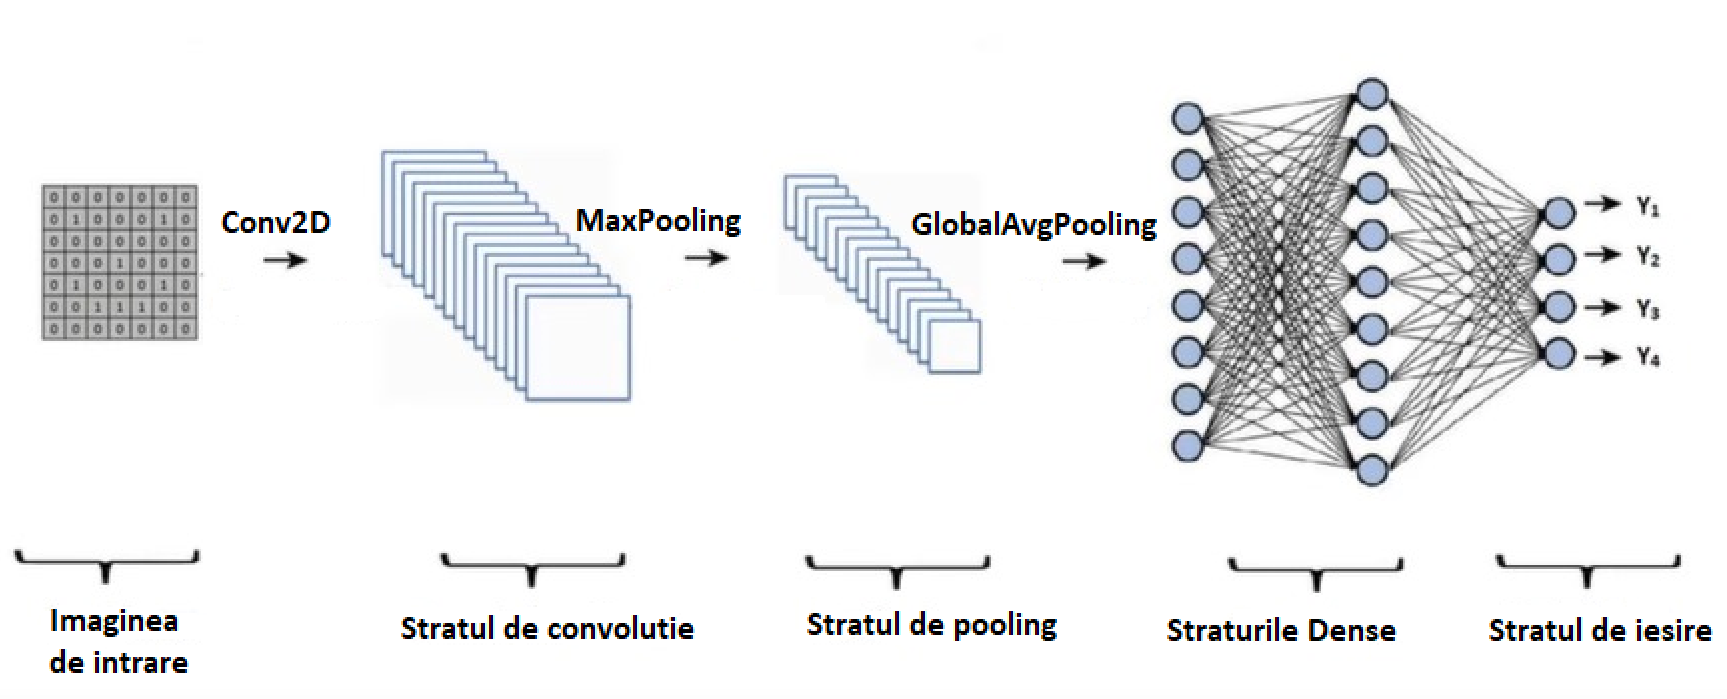 0 0 0 0 0 0 0
0 1 0 0 0 1 0
0 0 0 0 0 0 0
0 0 0 1 0 0 0
0 1 0 0 0 1 0
0 0 1 1 1 0 0
0 0 0 0 0 0 0
Conv2D
MaxPooling
GlobalAvgPooling
Y₁
Y₂
Y₃
Y₄
Imaginea
de intrare
Stratul de convolutie
Stratul de pooling
Straturile Dense
Stratul de iesire